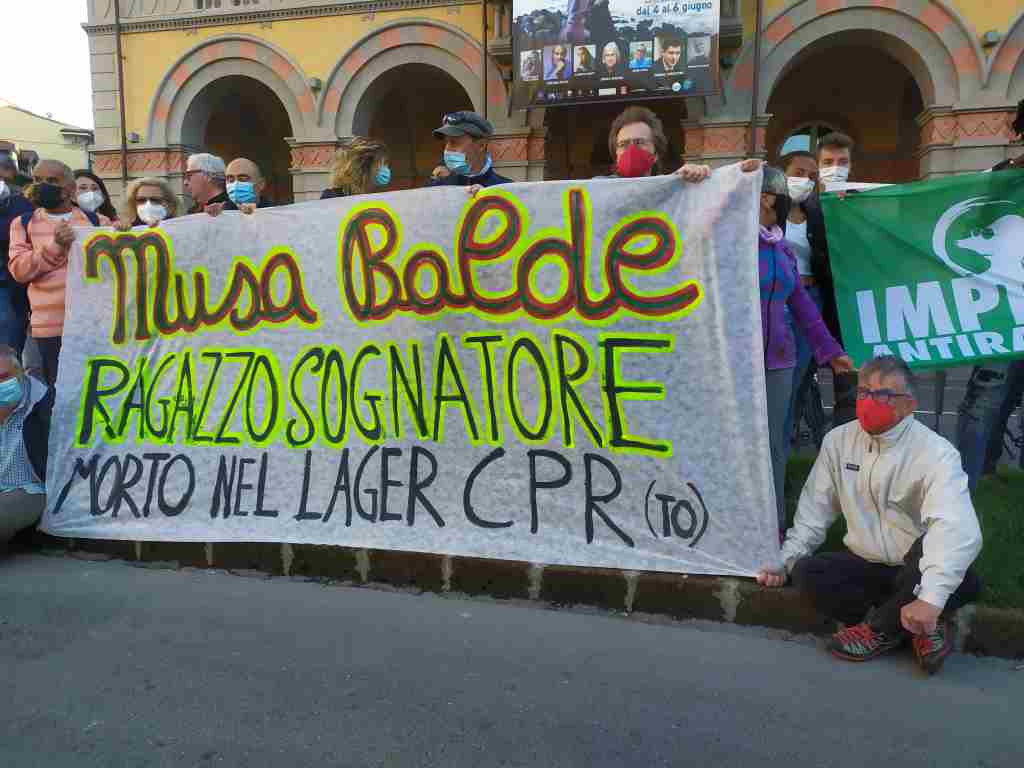 dal 4 al 6 giugno
Musa Balde
RAGAZZO SOGNATORE
MORTO NEL LAGER CPR (TO)
IMP
ANTIRA